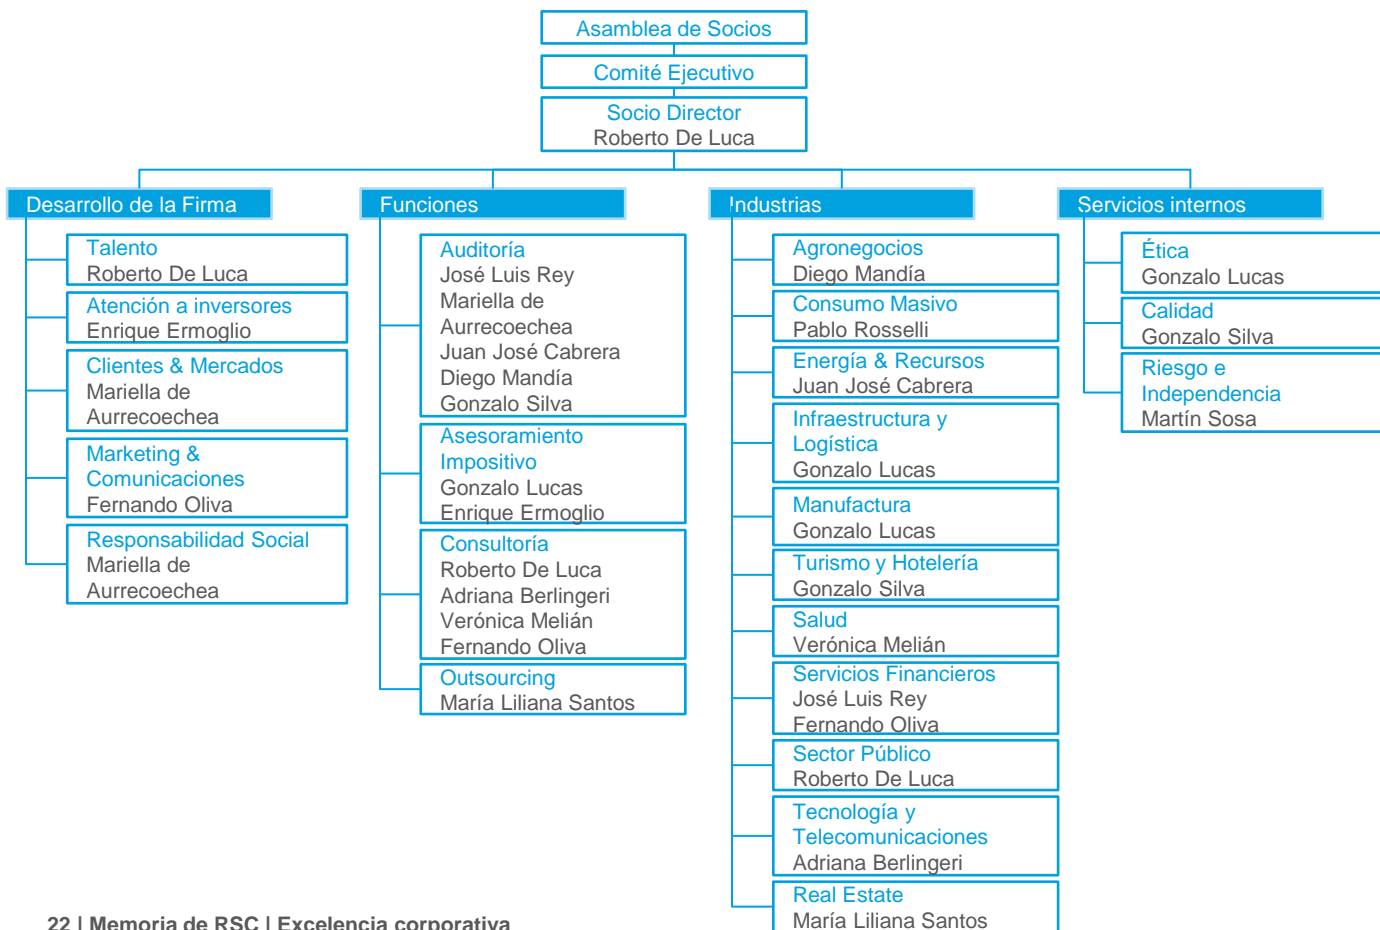 Asamblea de Socios
Comité Ejecutivo
Socio Director
Roberto De Luca
Desarrollo de la Firma
Talento
Roberto De Luca
Atención a inversores
Enrique Ermoglio
Clientes & Mercados
Mariella de
Aurrecoechea
Marketing &
Comunicaciones
Fernando Oliva
Responsabilidad Social
Mariella de
Aurrecoechea
Funciones
Auditoría
José Luis Rey
Mariella de
Aurrecoechea
Juan José Cabrera
Diego Mandía
Gonzalo Silva
Asesoramiento
Impositivo
Gonzalo Lucas
Enrique Ermoglio
Consultoría
Roberto De Luca
Adriana Berlingeri
Verónica Melián
Fernando Oliva
Outsourcing
María Liliana Santos
Industrias
Agronegocios
Diego Mandía
Consumo Masivo
Pablo Rosselli
Energía & Recursos
Juan José Cabrera
Infraestructura y
Logística
Gonzalo Lucas
Manufactura
Gonzalo Lucas
Turismo y Hotelería
Gonzalo Silva
Salud
Verónica Melián
Servicios Financieros
José Luis Rey
Fernando Oliva
Sector Público
Roberto De Luca
Tecnología y
Telecomunicaciones
Adriana Berlingeri
Real Estate
María Liliana Santos
Servicios internos
Ética
Gonzalo Lucas
Calidad
Gonzalo Silva
Riesgo e
Independencia
Martín Sosa
22 | Memoria de RSC | Excelencia corporativa